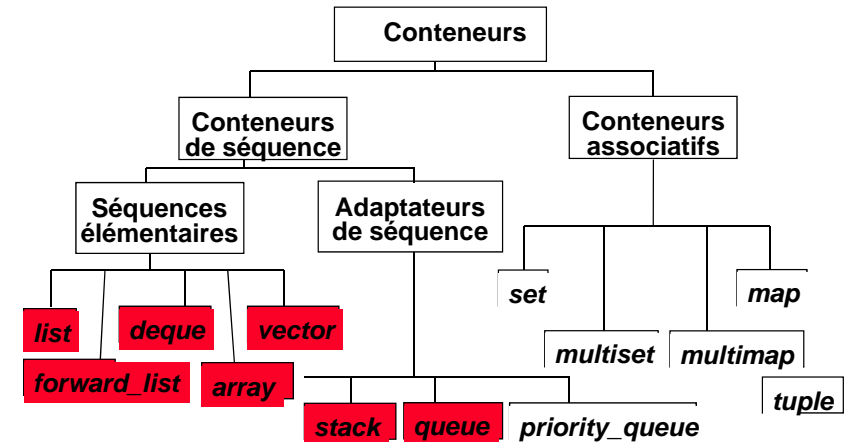 Conteneurs
Conteneurs
de séquence
Conteneurs
associatifs
Séquences
élémentaires
Adaptateurs
de séquence
set
map
list
deque
vector
multiset
multimap
forward_list
array
tuple
stack
queue
priority_queue